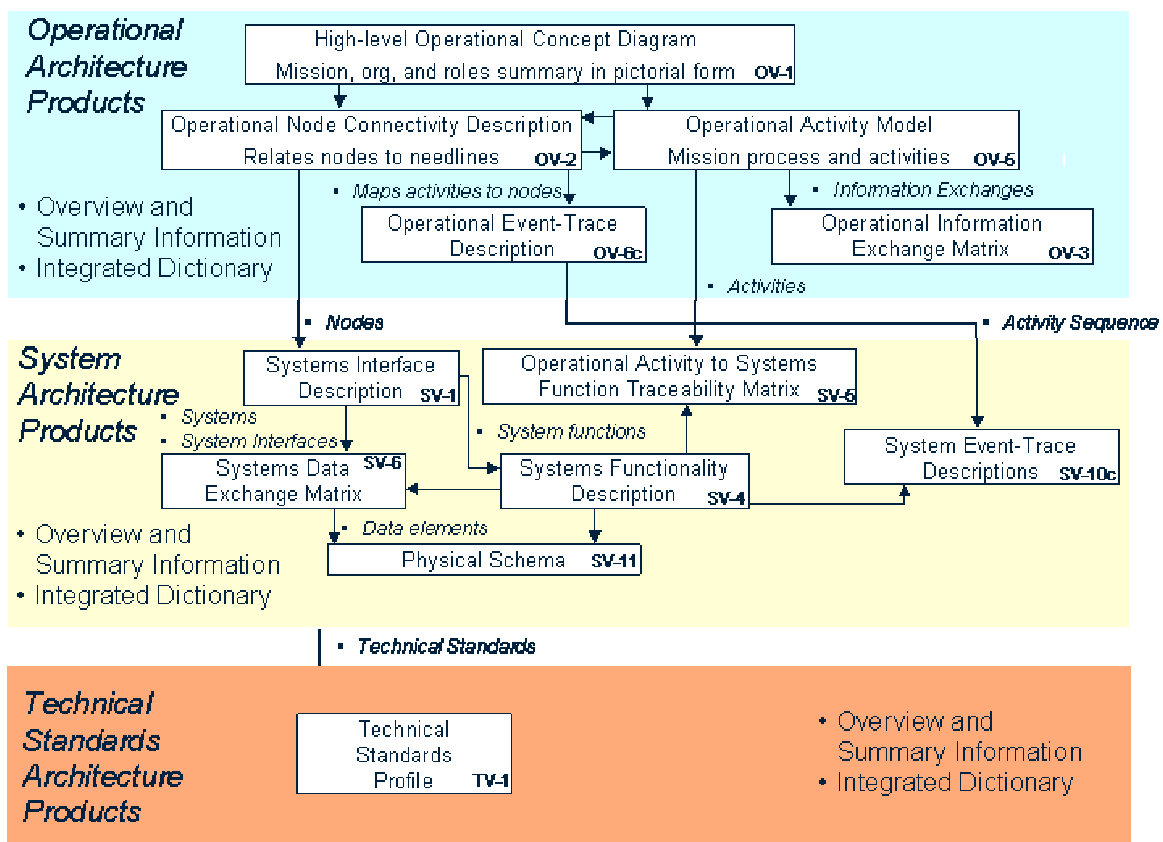 Operational
Architecture
Products
High-level Operational Concept Diagram
Mission, org, and roles summary in pictorial form OV-1
Operational Node Connectivity Description
Relates nodes to needlines OV-2
Operational Activity Model
Mission process and activities OV-5
▪ Maps activities to nodes
▪ Information Exchanges
• Overview and
Summary Information
• Integrated Dictionary
Operational Event-Trace
Description OV-6c
Operational Information
Exchange Matrix OV-3
▪ Activities
▪ Nodes
▪ Activity Sequence
System
Architecture
Products
Systems Interface
Description SV-1
Operational Activity to Systems
Function Traceability Matrix SV-5
▪ Systems
▪ System Interfaces
▪ System functions
System Event-Trace
Descriptions SV-10c
Systems Data SV-6
Exchange Matrix
Systems Functionality
Description SV-4
▪ Data elements
Physical Schema SV-11
• Overview and
Summary Information
• Integrated Dictionary
▪ Technical Standards
Technical
Standards
Architecture
Products
Technical
Standards
Profile TV-1
• Overview and
Summary Information
• Integrated Dictionary